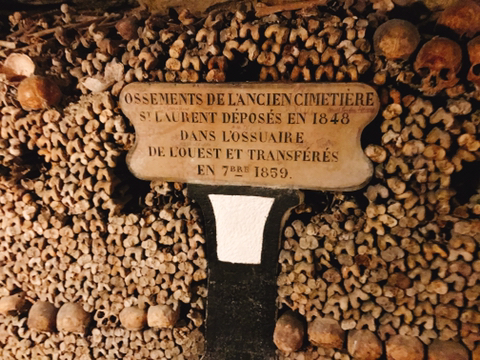 OSSEMENTS DE L'ANCIEN CIMETIÈRE
ST LAURENT DÉPOSÉS EN 1848
DANS L'OSSUAIRE
DE L'OUEST ET TRANSFÉRÉS
EN 7BRE 1859.